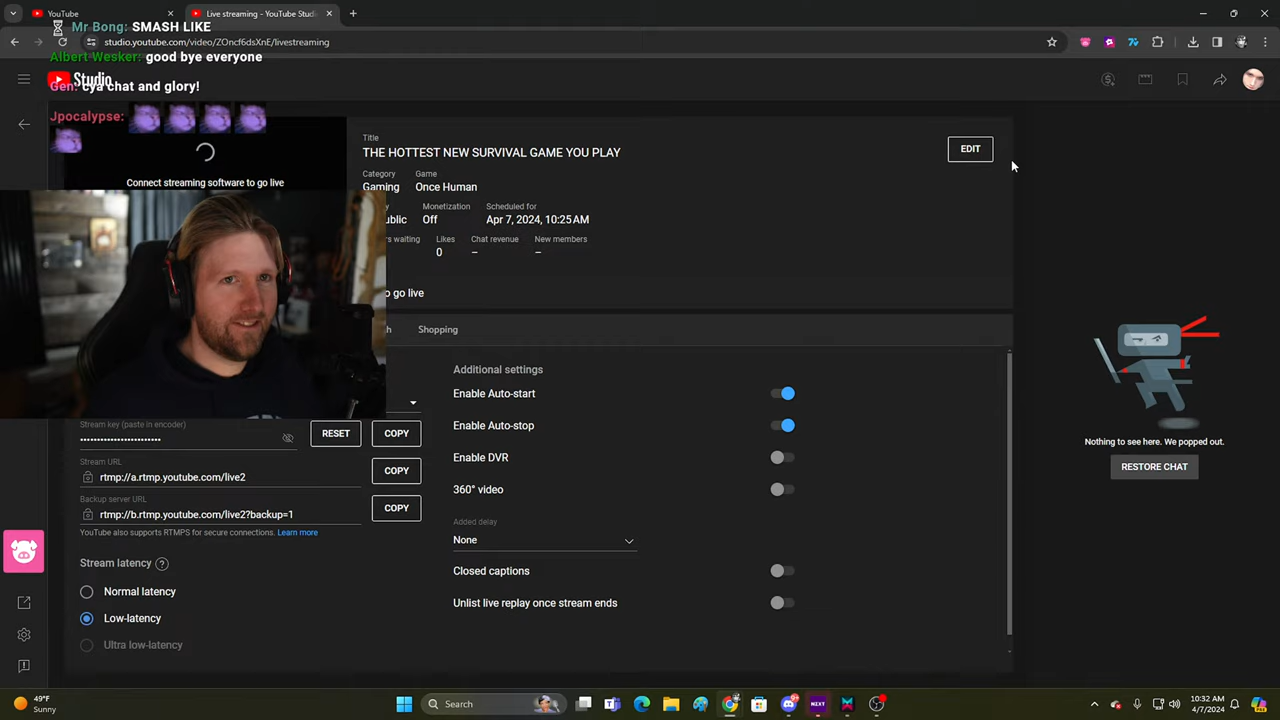 YouTube
Live streaming - YouTube Studi
studio.youtube.com/video/ZOncf6dsXnE/livestreaming
Mr Bong: SMASH LIKE
Albert Wesker: good bye everyone
Studio
Gen: cya chat and glory!
Jpocalypse:
Connect streaming software to go live
Title
THE HOTTEST NEW SURVIVAL GAME YOU PLAY
EDIT
Category
Game
Gaming
Once Human
Monetization
Scheduled for
Off
Apr 7, 2024, 10:25 AM
Likes
Chat revenue
New members
0
–
–
to go live
Shopping
Additional settings
Enable Auto-start
Enable Auto-stop
Enable DVR
360° video
Added delay
None
Closed captions
Unlist live replay once stream ends
Stream key (paste in encoder)
RESET
COPY
Stream URL
rtmp://a.rtmp.youtube.com/live2
COPY
Backup server URL
rtmp://b.rtmp.youtube.com/live2?backup=1
COPY
YouTube also supports RTMPS for secure connections. Learn more
Stream latency ?
Normal latency
Low-latency
Ultra low-latency
Nothing to see here. We popped out.
RESTORE CHAT
49°F
Sunny
Search
NZXT
10:32 AM
4/7/2024